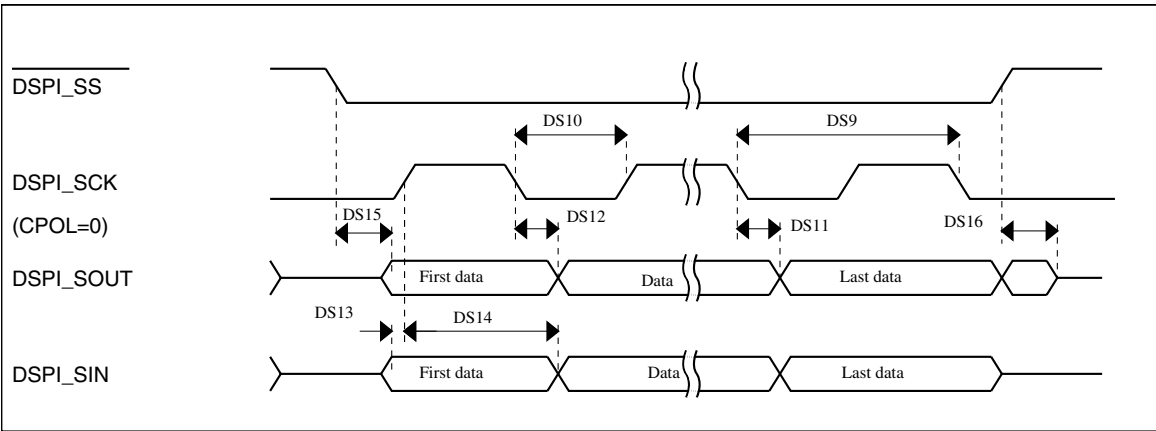 DSPI_SS
DS10
DS9
DSPI_SCK
(CPOL=0)
DS15
DS12
DS11
DS16
DSPI_SOUT
First data
Data
Last data
DS13
DS14
DSPI_SIN
First data
Data
Last data